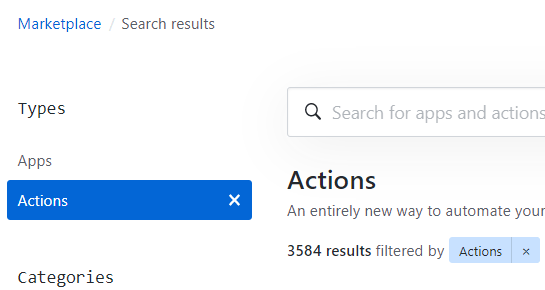 Marketplace / Search results
Types
Search for apps and actions
Apps
Actions ×
Actions
An entirely new way to automate your
3584 results filtered by Actions ×
Categories